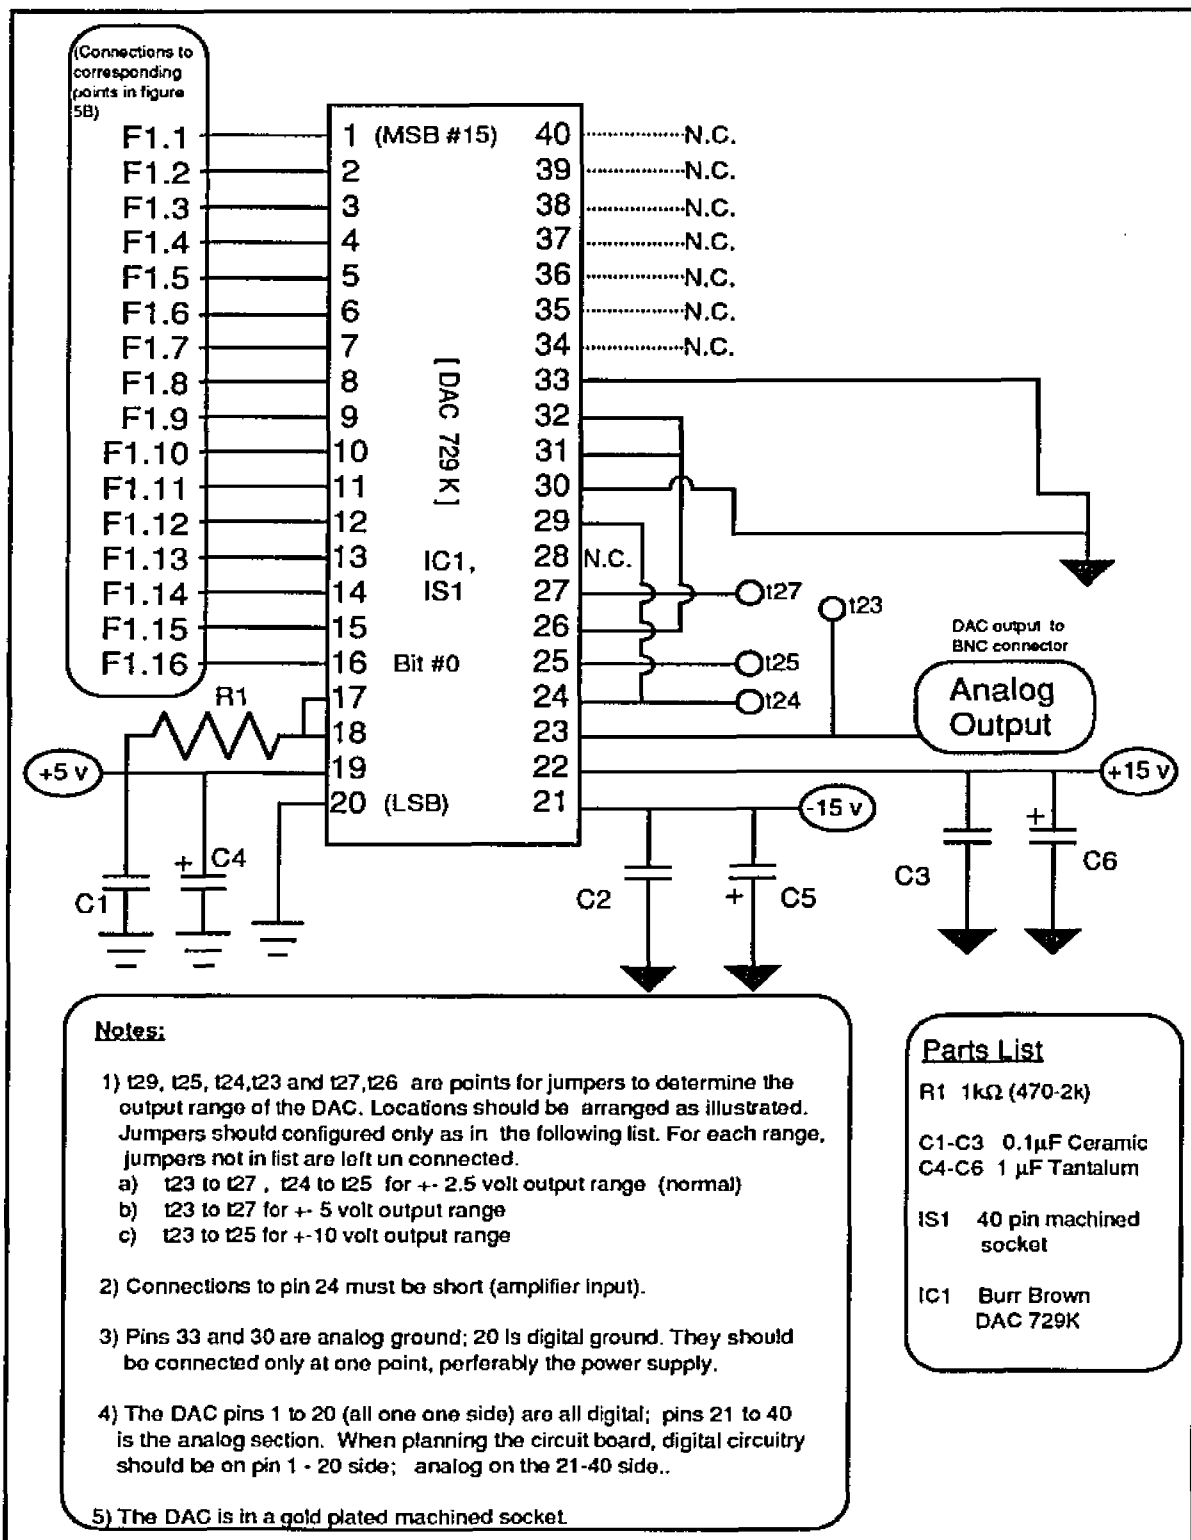 (Connections to
corresponding
points in figure
5B)
F1.1 1 (MSB #15) 40 N.C.
F1.2 2 39 N.C.
F1.3 3 38 N.C.
F1.4 4 37 N.C.
F1.5 5 36 N.C.
F1.6 6 35 N.C.
F1.7 7 34 N.C.
F1.8 8 33
F1.9 9 32
F1.10 10 31
F1.11 11 30
F1.12 12 29
F1.13 13 28 N.C.
F1.14 14 27 t27
F1.15 15 26
F1.16 16 Bit #0 25 t25
[ DAC 729 K ]
IC1,
IS1
t23
DAC output to
BNC connector
Analog
Output
R1 17 24 t24
18 23
+5 v 19 22 +15 v
20 (LSB) 21 -15 v
C1 + C4 C2 + C5 C3 + C6
Notes:
1) t29, t25, t24,t23 and t27,t26 are points for jumpers to determine the
output range of the DAC. Locations should be arranged as illustrated.
Jumpers should configured only as in the following list. For each range,
jumpers not in list are left un connected.
a) t23 to t27 , t24 to t25 for +- 2.5 volt output range (normal)
b) t23 to t27 for +- 5 volt output range
c) t23 to t25 for +-10 volt output range
2) Connections to pin 24 must be short (amplifier input).
3) Pins 33 and 30 are analog ground; 20 is digital ground. They should
be connected only at one point, perferably the power supply.
4) The DAC pins 1 to 20 (all one one side) are all digital; pins 21 to 40
is the analog section. When planning the circuit board, digital circuitry
should be on pin 1 - 20 side; analog on the 21-40 side..
5) The DAC is in a gold plated machined socket.
Parts List
R1 1kΩ (470-2k)
C1-C3 0.1µF Ceramic
C4-C6 1 µF Tantalum
IS1 40 pin machined
socket
IC1 Burr Brown
DAC 729K